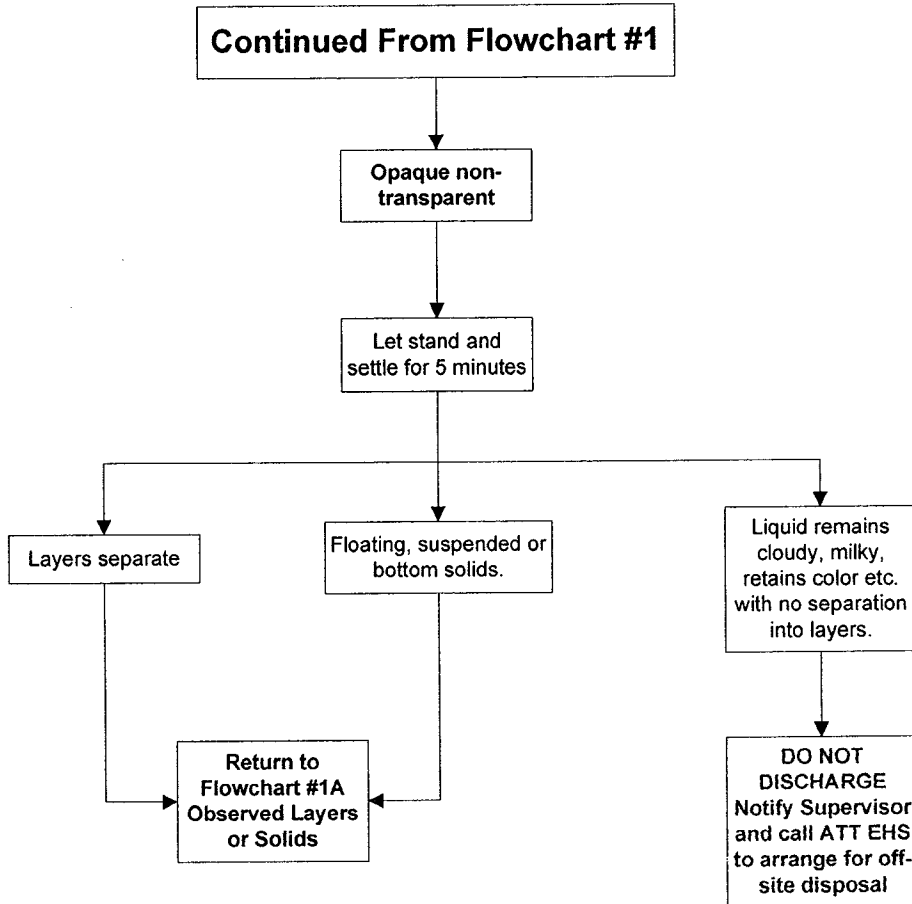 Continued From Flowchart #1
Opaque non-
transparent
Let stand and
settle for 5 minutes
Layers separate
Floating, suspended or
bottom solids.
Liquid remains
cloudy, milky,
retains color etc.
with no separation
into layers.
Return to
Flowchart #1A
Observed Layers
or Solids
DO NOT
DISCHARGE
Notify Supervisor
and call ATT EHS
to arrange for off-
site disposal